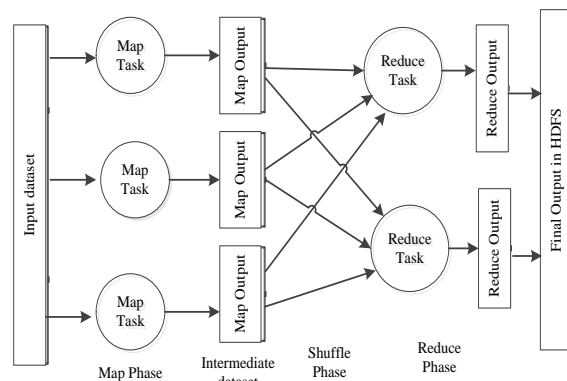 Input dataset
Map
Task
Map
Task
Map
Task
Map Output
Map Output
Map Output
Reduce
Task
Reduce
Task
Reduce Output
Reduce Output
Final Output in HDFS
Map Phase
Intermediate
dataset
Shuffle
Phase
Reduce
Phase